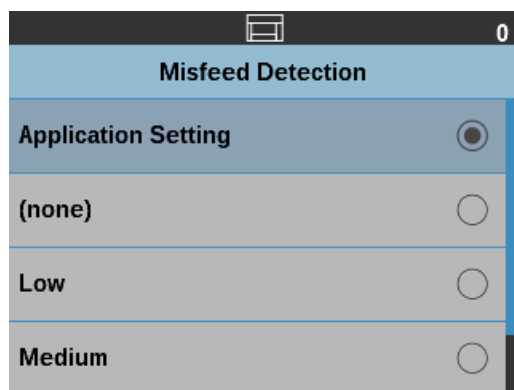 0
Misfeed Detection
Application Setting
(none)
Low
Medium